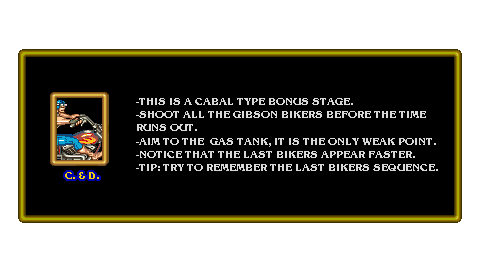 -THIS IS A CABAL TYPE BONUS STAGE.
-SHOOT ALL THE GIBSON BIKERS BEFORE THE TIME
RUNS OUT.
-AIM TO THE GAS TANK, IT IS THE ONLY WEAK POINT.
-NOTICE THAT THE LAST BIKERS APPEAR FASTER.
-TIP: TRY TO REMEMBER THE LAST BIKERS SEQUENCE.
C. & D.